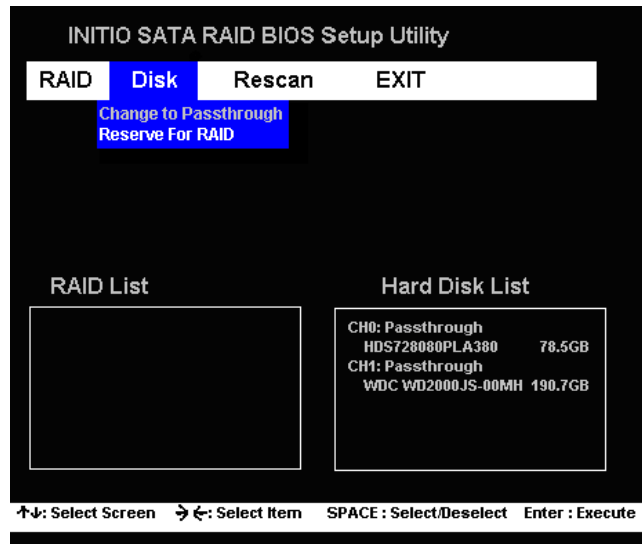 INITIO SATA RAID BIOS Setup Utility
RAID Disk Rescan EXIT
Change to Passthrough
Reserve For RAID
RAID List
Hard Disk List
CH0: Passthrough
HDS728080PLA380 78.5GB
CH1: Passthrough
WDC WD2000JS-00MH 190.7GB
↑↓: Select Screen →←: Select Item SPACE : Select/Deselect Enter : Execute